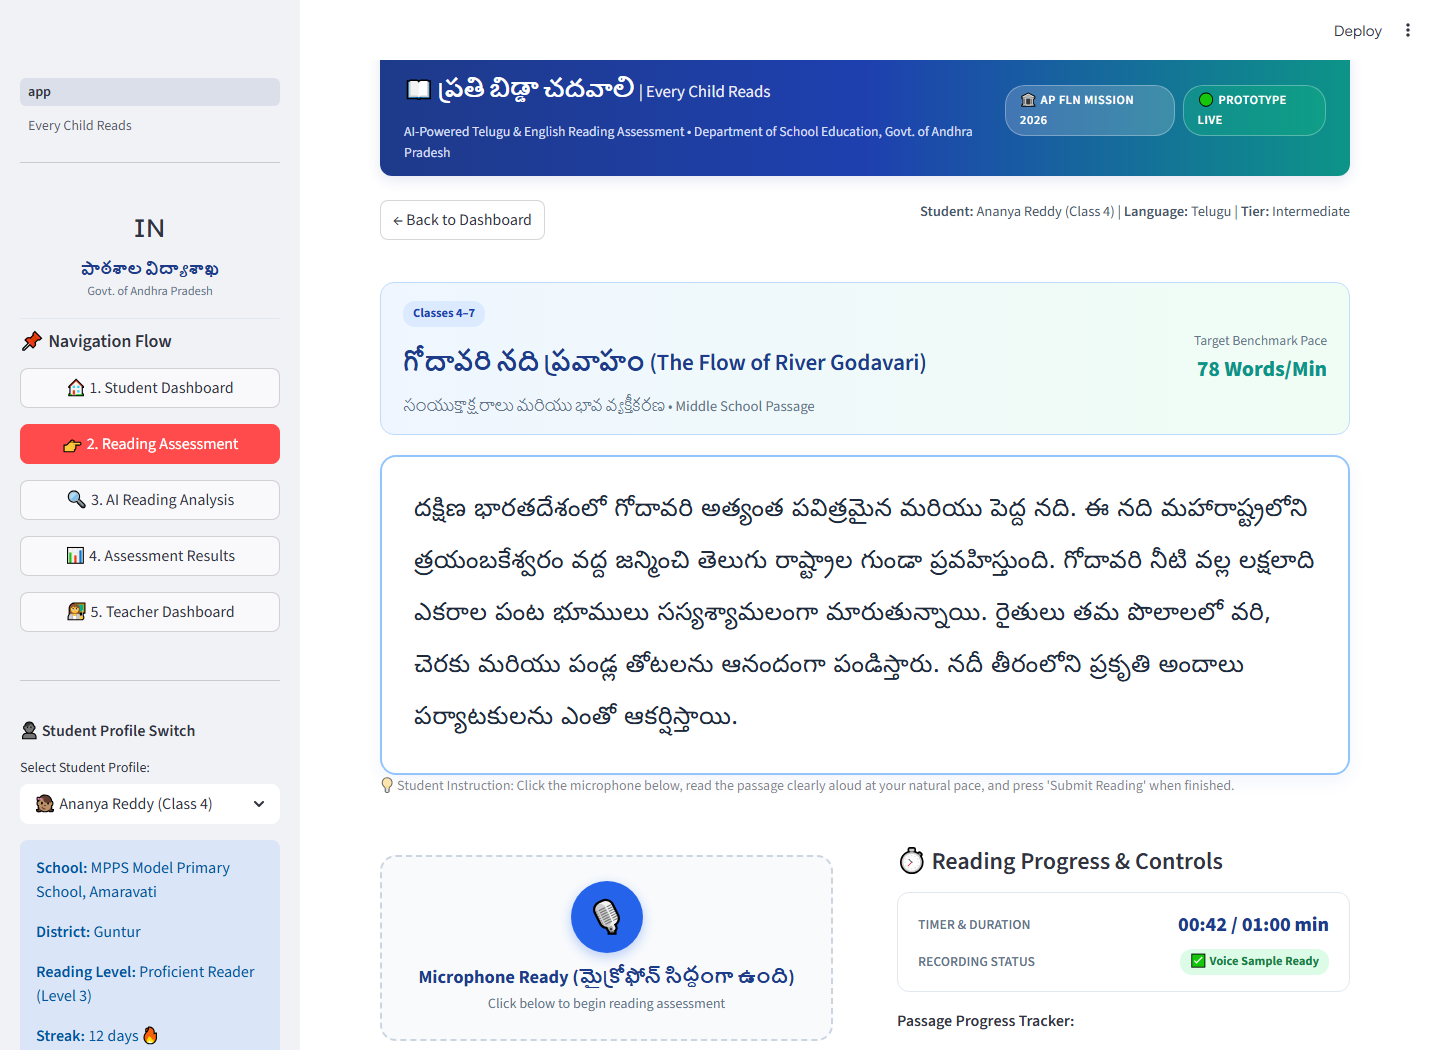 Deploy
app
Every Child Reads
IN
పాఠశాల విద్యాశాఖ
Govt. of Andhra Pradesh
📌 Navigation Flow
🏠 1. Student Dashboard
👉 2. Reading Assessment
🔍 3. AI Reading Analysis
📊 4. Assessment Results
👩‍🏫 5. Teacher Dashboard
👤 Student Profile Switch
Select Student Profile:
👧🏽 Ananya Reddy (Class 4)
School: MPPS Model Primary
School, Amaravati
District: Guntur
Reading Level: Proficient Reader
(Level 3)
Streak: 12 days 🔥
📖 ప్రతి బిడ్డా చదవాలి | Every Child Reads
AI-Powered Telugu & English Reading Assessment • Department of School Education, Govt. of Andhra
Pradesh
🏛️ AP FLN MISSION
2026
🟢 PROTOTYPE
LIVE
← Back to Dashboard
Student: Ananya Reddy (Class 4) | Language: Telugu | Tier: Intermediate
Classes 4–7
గోదావరి నది ప్రవాహం (The Flow of River Godavari)
సంయుక్తాక్షరాలు మరియు భావ వ్యక్తీకరణ • Middle School Passage
Target Benchmark Pace
78 Words/Min
దక్షిణ భారతదేశంలో గోదావరి అత్యంత పవిత్రమైన మరియు పెద్ద నది. ఈ నది మహారాష్ట్రలోని
త్రయంబకేశ్వరం వద్ద జన్మించి తెలుగు రాష్ట్రాల గుండా ప్రవహిస్తుంది. గోదావరి నీటి వల్ల లక్షలాది
ఎకరాల పంట భూములు సస్యశ్యామలంగా మారుతున్నాయి. రైతులు తమ పొలాలలో వరి,
చెరకు మరియు పండ్ల తోటలను ఆనందంగా పండిస్తారు. నదీ తీరంలోని ప్రకృతి అందాలు
పర్యాటకులను ఎంతో ఆకర్షిస్తాయి.
💡 Student Instruction: Click the microphone below, read the passage clearly aloud at your natural pace, and press 'Submit Reading' when finished.
Microphone Ready (మైక్రోఫోన్ సిద్ధంగా ఉంది)
Click below to begin reading assessment
⏱️ Reading Progress & Controls
TIMER & DURATION
00:42 / 01:00 min
RECORDING STATUS
✅ Voice Sample Ready
Passage Progress Tracker: